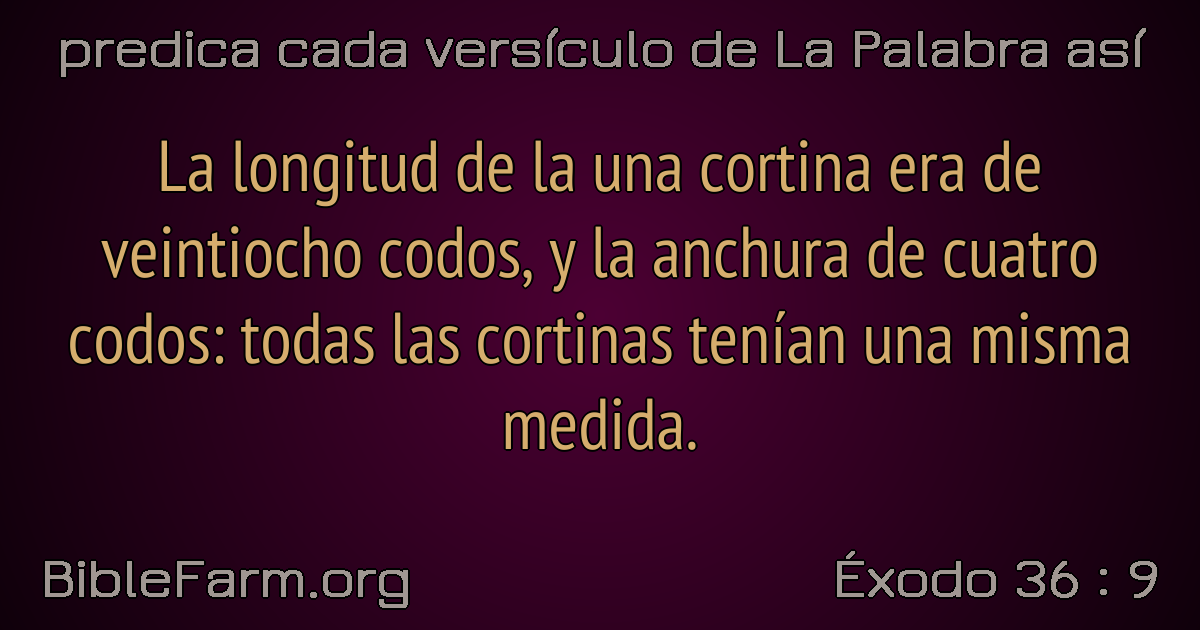 predica cada versículo de La Palabra así
La longitud de la una cortina era de
veintiocho codos, y la anchura de cuatro
codos: todas las cortinas tenían una misma
medida.
BibleFarm.org
Éxodo 36 : 9